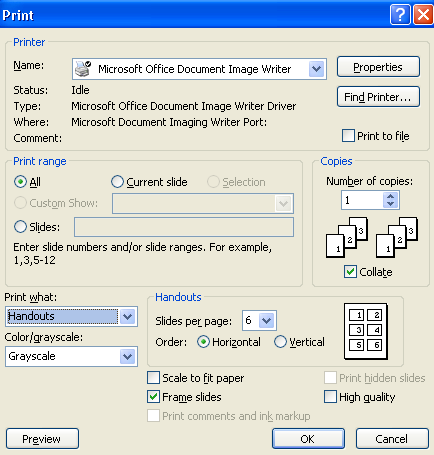 Print
Printer
Name: Microsoft Office Document Image Writer Properties
Status: Idle
Type: Microsoft Office Document Image Writer Driver Find Printer...
Where: Microsoft Document Imaging Writer Port:
Comment: Print to file
Print range
All Current slide Selection
Custom Show:
Slides:
Enter slide numbers and/or slide ranges. For example,
1,3,5-12
Copies
Number of copies:
1
1 2 3 1 2 3
Collate
Print what:
Handouts
Color/grayscale:
Grayscale
Handouts
Slides per page: 6
Order: Horizontal Vertical
1 2
3 4
5 6
Scale to fit paper Print hidden slides
Frame slides High quality
Print comments and ink markup
Preview OK Cancel